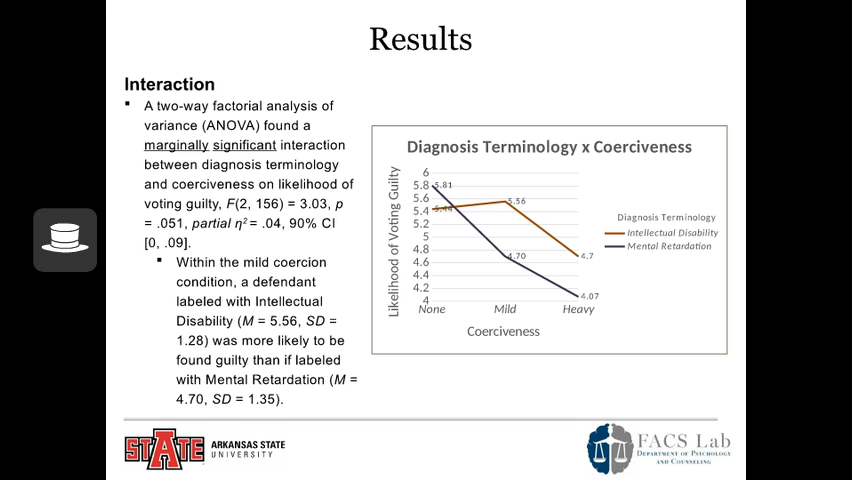 Results
Interaction
▪ A two-way factorial analysis of
variance (ANOVA) found a
marginally significant interaction
between diagnosis terminology
and coerciveness on likelihood of
voting guilty, F(2, 156) = 3.03, p
= .051, partial η² = .04, 90% CI
[0, .09].
▪ Within the mild coercion
condition, a defendant
labeled with Intellectual
Disability (M = 5.56, SD =
1.28) was more likely to be
found guilty than if labeled
with Mental Retardation (M =
4.70, SD = 1.35).
Diagnosis Terminology x Coerciveness
Likelihood of Voting Guilty
6
5.8
5.6
5.4
5.2
5
4.8
4.6
4.4
4.2
4
5.81
5.44
5.56
4.70
4.7
4.07
None Mild Heavy
Coerciveness
Diagnosis Terminology
Intellectual Disability
Mental Retardation
STATE
ARKANSAS STATE
UNIVERSITY
FACS Lab
DEPARTMENT OF PSYCHOLOGY
AND COUNSELING